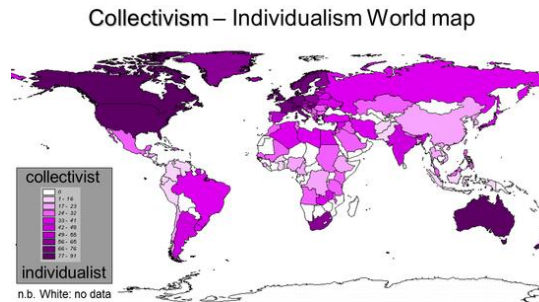 Collectivism – Individualism World map
collectivist
0
1 - 16
17 - 23
24 - 32
33 - 41
42 - 48
49 - 55
56 - 65
66 - 76
77 - 91
individualist
n.b. White: no data